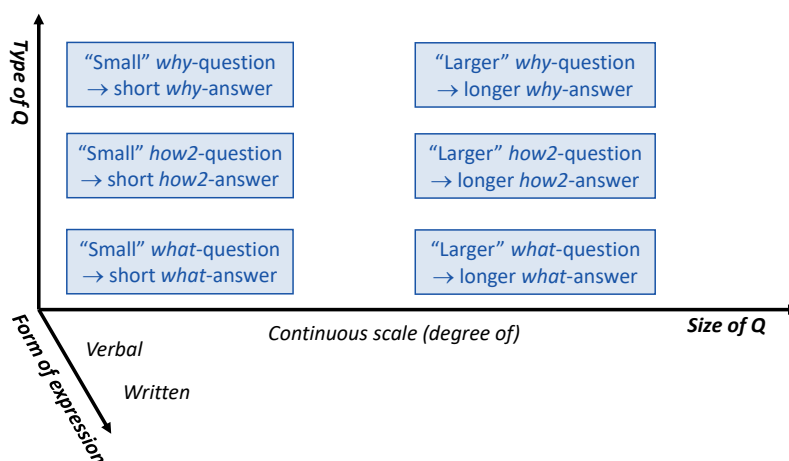 Type of Q
“Small” why-question
→ short why-answer
“Larger” why-question
→ longer why-answer
“Small” how2-question
→ short how2-answer
“Larger” how2-question
→ longer how2-answer
“Small” what-question
→ short what-answer
“Larger” what-question
→ longer what-answer
Continuous scale (degree of)
Size of Q
Form of expression
Verbal
Written